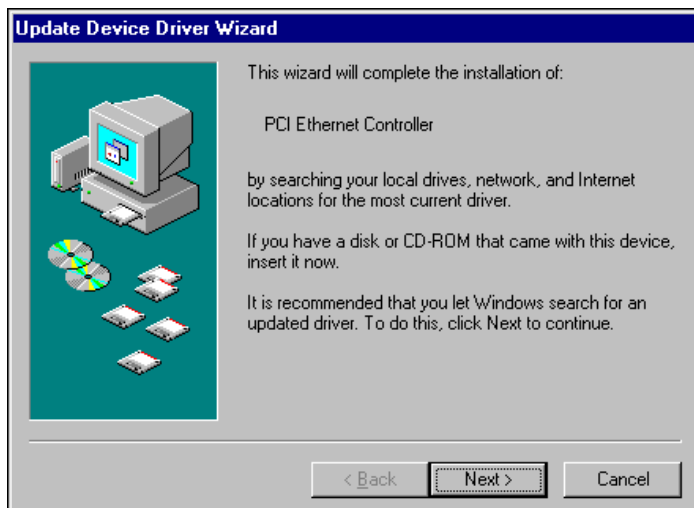 Update Device Driver Wizard
This wizard will complete the installation of:
PCI Ethernet Controller
by searching your local drives, network, and Internet
locations for the most current driver.
If you have a disk or CD-ROM that came with this device,
insert it now.
It is recommended that you let Windows search for an
updated driver. To do this, click Next to continue.
< Back
Next >
Cancel